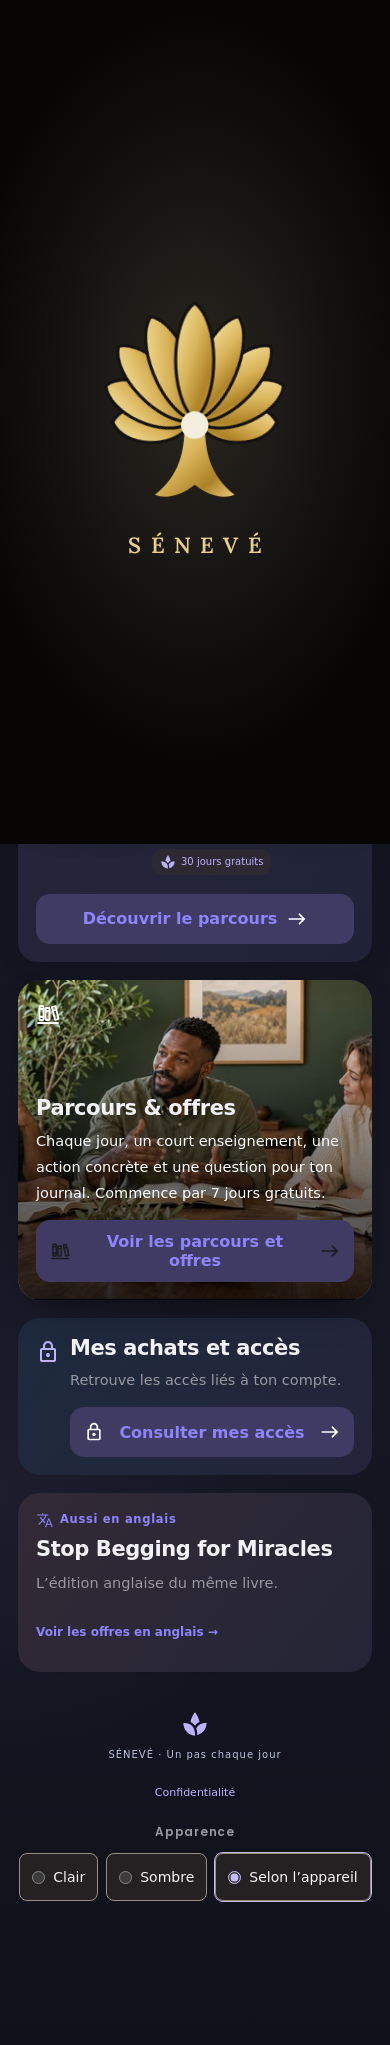 SÉNEVÉ
30 jours gratuits
Découvrir le parcours →
Parcours & offres
Chaque jour, un court enseignement, une
action concrète et une question pour ton
journal. Commence par 7 jours gratuits.
Voir les parcours et
offres →
Mes achats et accès
Retrouve les accès liés à ton compte.
Consulter mes accès →
Aussi en anglais
Stop Begging for Miracles
L’édition anglaise du même livre.
Voir les offres en anglais →
SÉNEVÉ · Un pas chaque jour
Confidentialité
Apparence
Clair Sombre Selon l’appareil